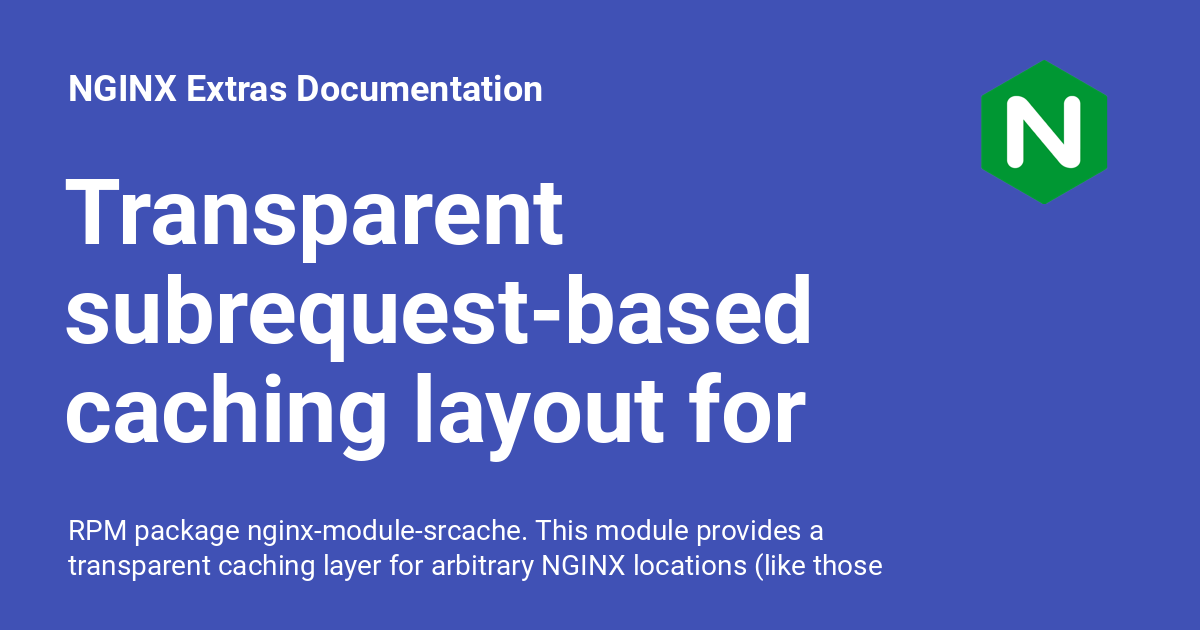 NGINX Extras Documentation
N
Transparent
subrequest-based
caching layout for
RPM package nginx-module-srcache. This module provides a
transparent caching layer for arbitrary NGINX locations (like those